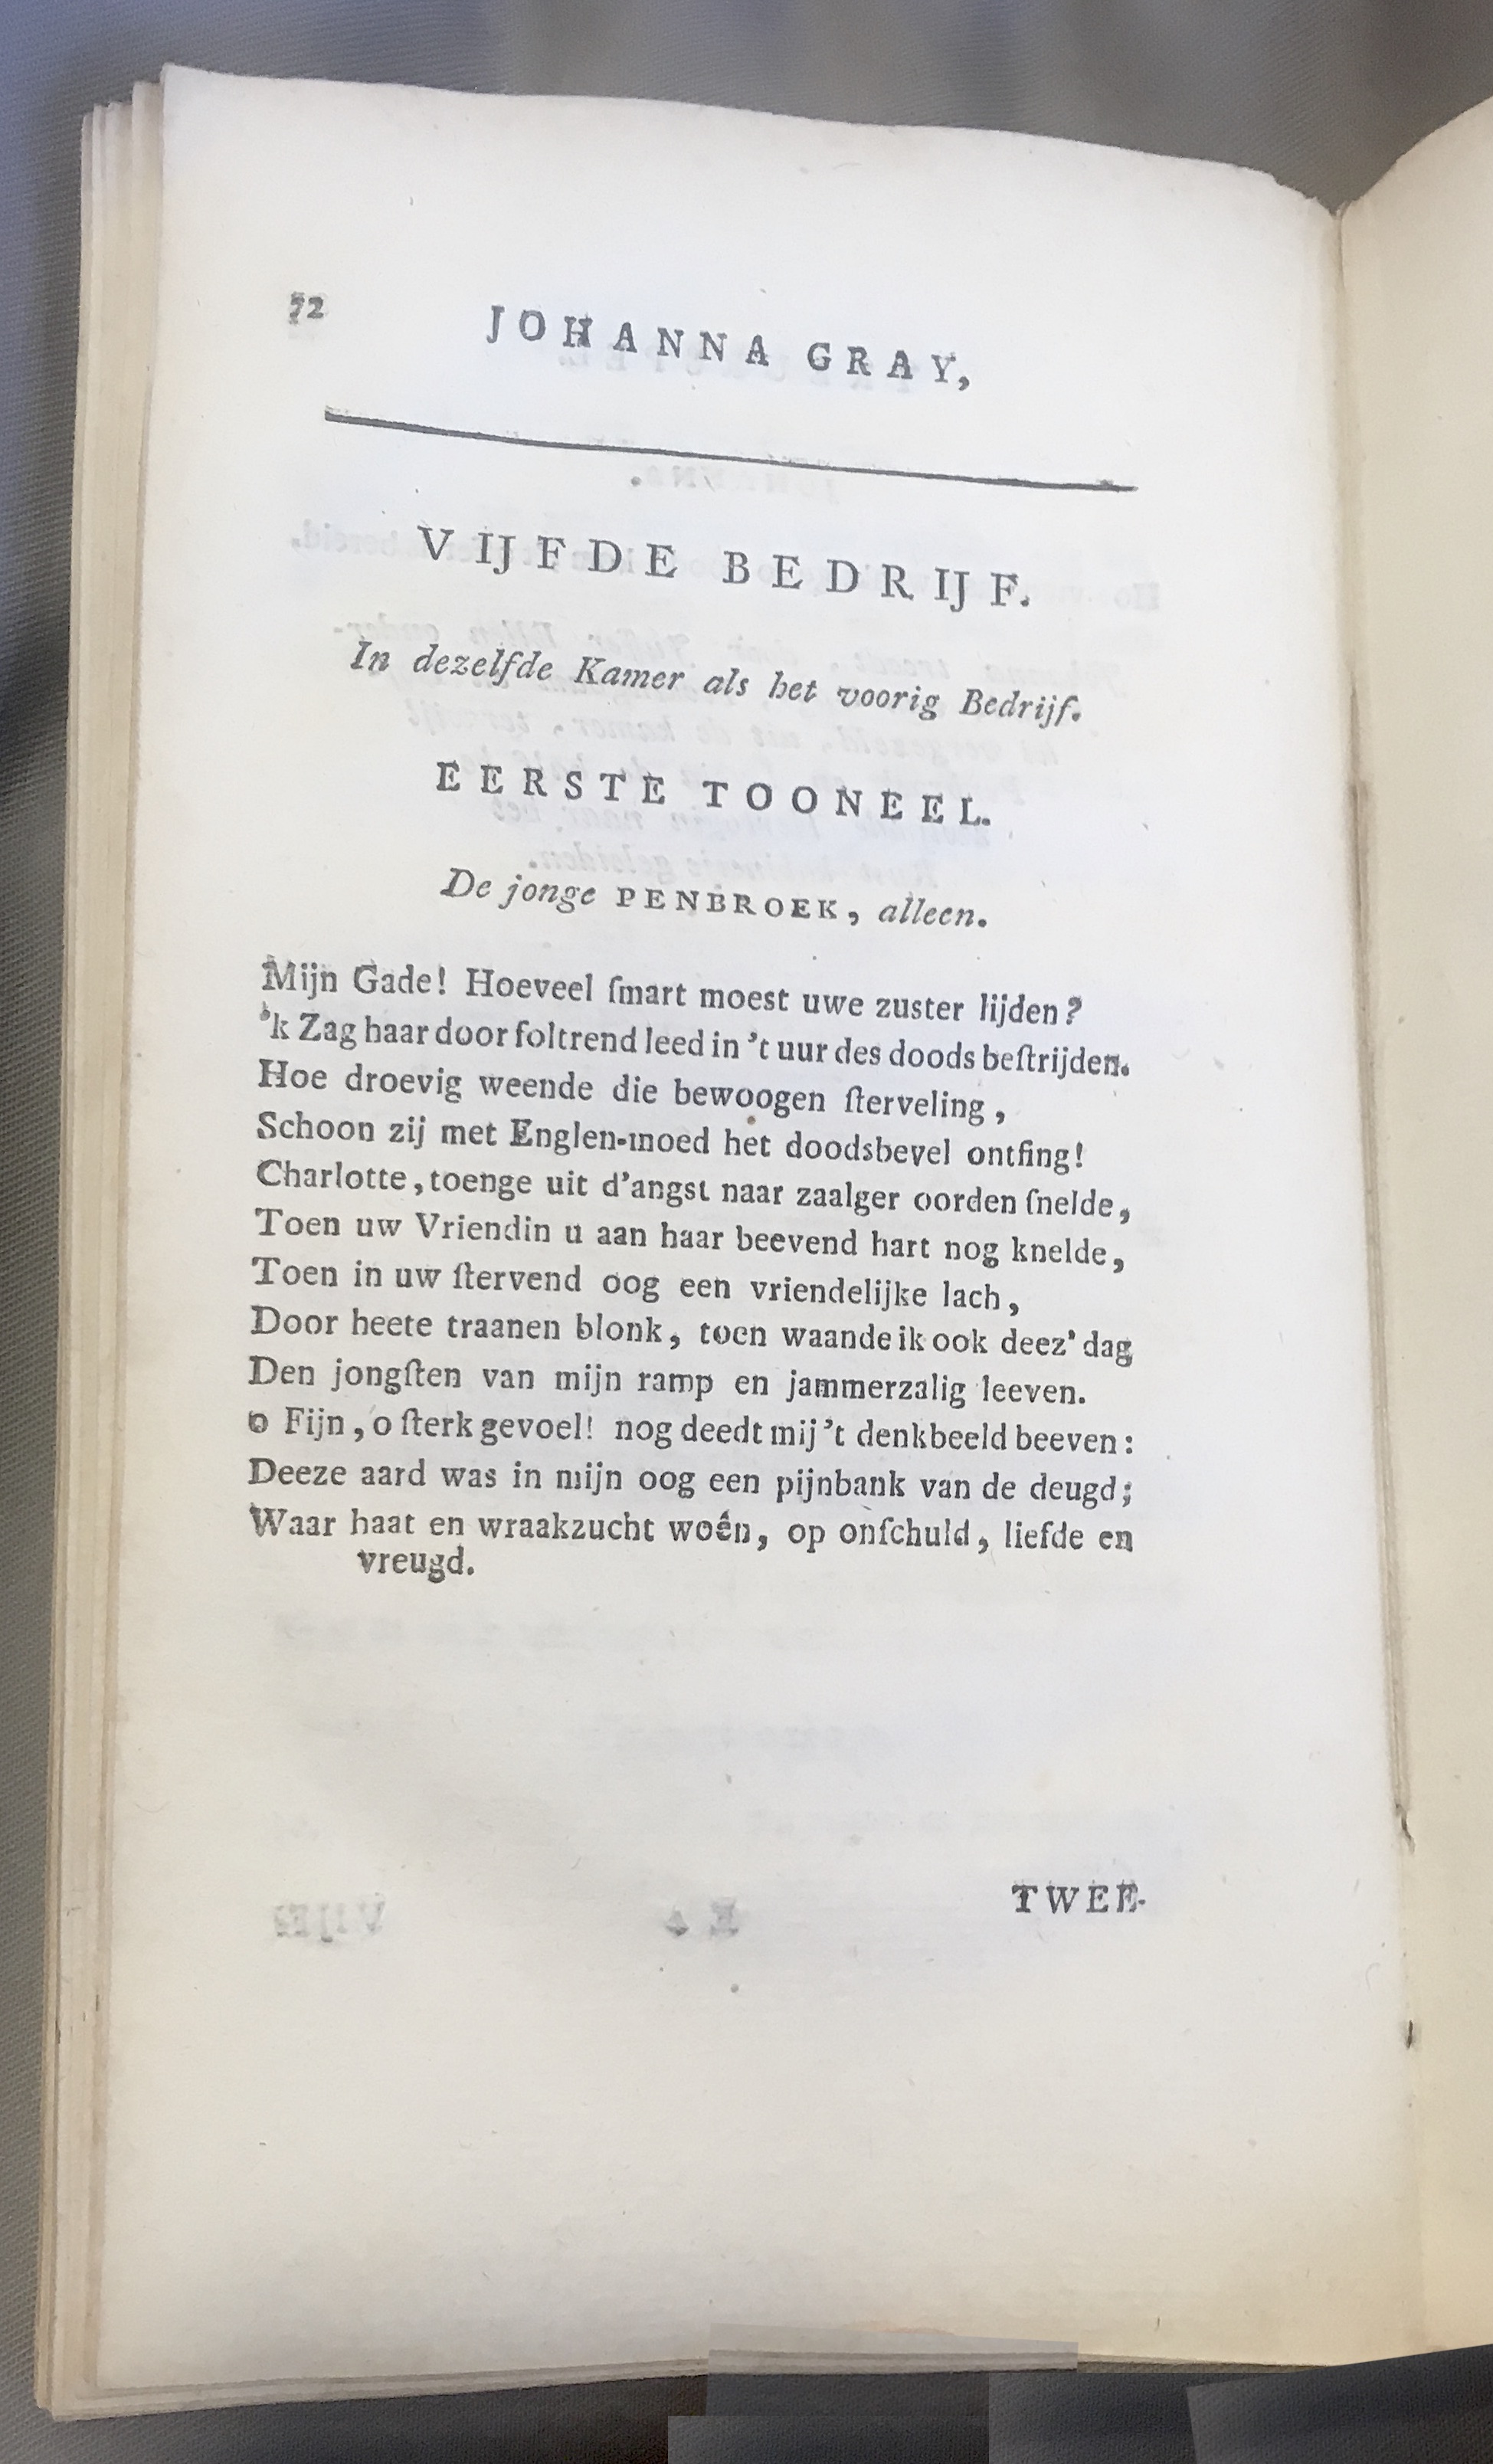 72
JOHANNA GRAY,
VIJFDE BEDRIJF.
In dezelfde Kamer als het voorig Bedrijf.
EERSTE TOONEEL.
De jonge PENBROEK, alleen.
Mijn Gade! Hoeveel ſmart moest uwe zuster lijden?
'k Zag haar door foltrend leed in 't uur des doods beſtrijden.
Hoe droevig weende die bewoogen ſterveling,
Schoon zij met Englen-moed het doodsbevel ontfing!
Charlotte, toenge uit d'angst naar zaalger oorden ſnelde,
Toen uw Vriendin u aan haar beevend hart nog knelde,
Toen in uw ſtervend oog een vriendelijke lach,
Door heete traanen blonk, toen waande ik ook deez' dag
Den jongſten van mijn ramp en jammerzalig leeven.
o Fijn, o ſterk gevoel! nog deedt mij 't denkbeeld beeven:
Deeze aard was in mijn oog een pijnbank van de deugd;
Waar haat en wraakzucht woên, op onſchuld, liefde en
vreugd.
TWEE-